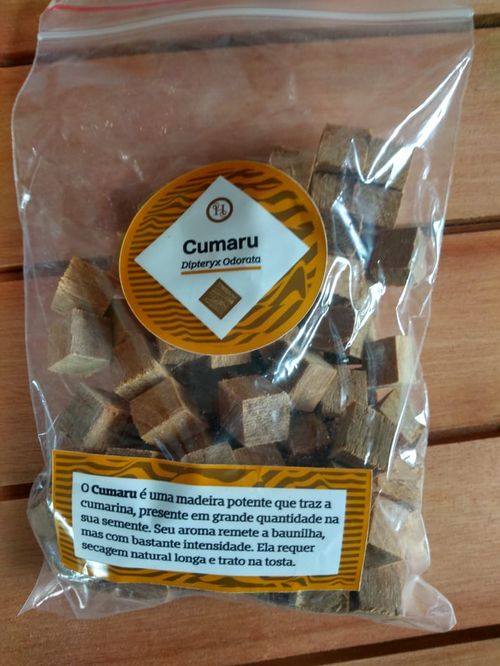 Cumaru
Dipteryx Odorata
O Cumaru é uma madeira potente que traz a
cumarina, presente em grande quantidade na
sua semente. Seu aroma remete a baunilha,
mas com bastante intensidade. Ela requer
secagem natural longa e trato na tosta.